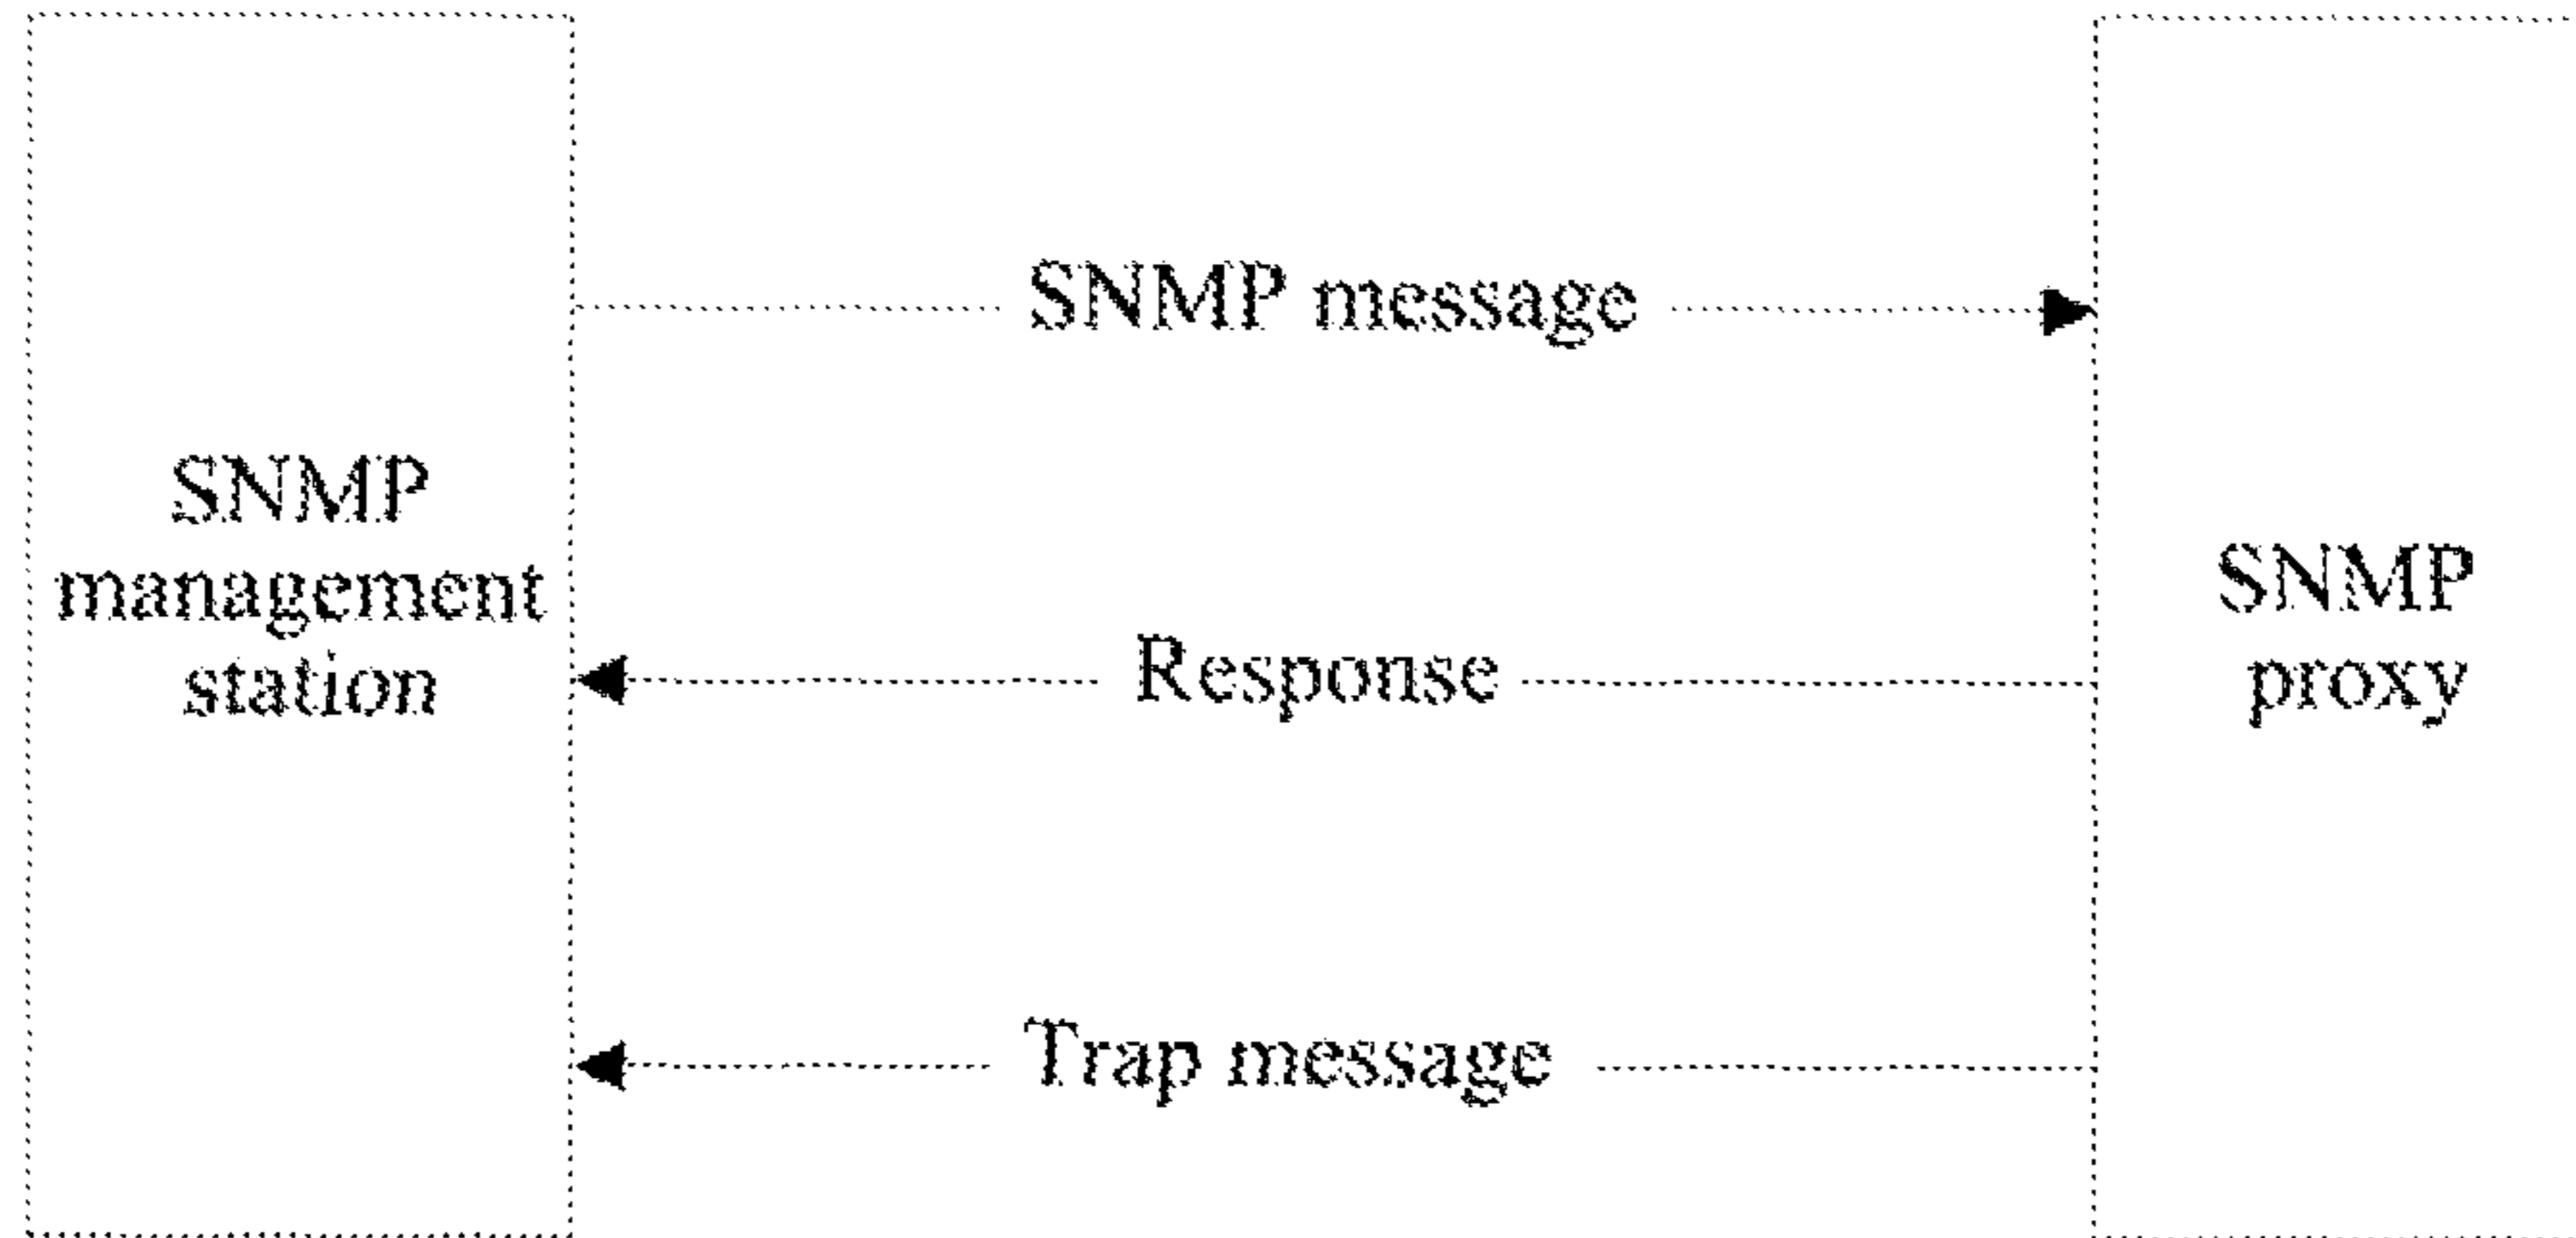 SNMP message
SNMP
management
station
SNMP
proxy
Response
Trap message